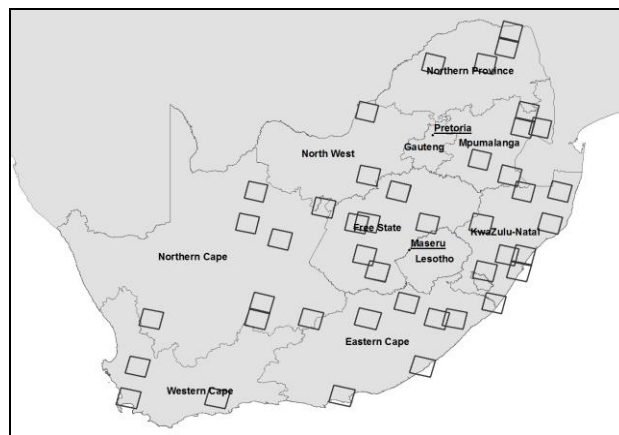 Northern Province
Pretoria
Gauteng
Mpumalanga
North West
Free State
KwaZulu-Natal
Maseru
Lesotho
Northern Cape
Eastern Cape
Western Cape